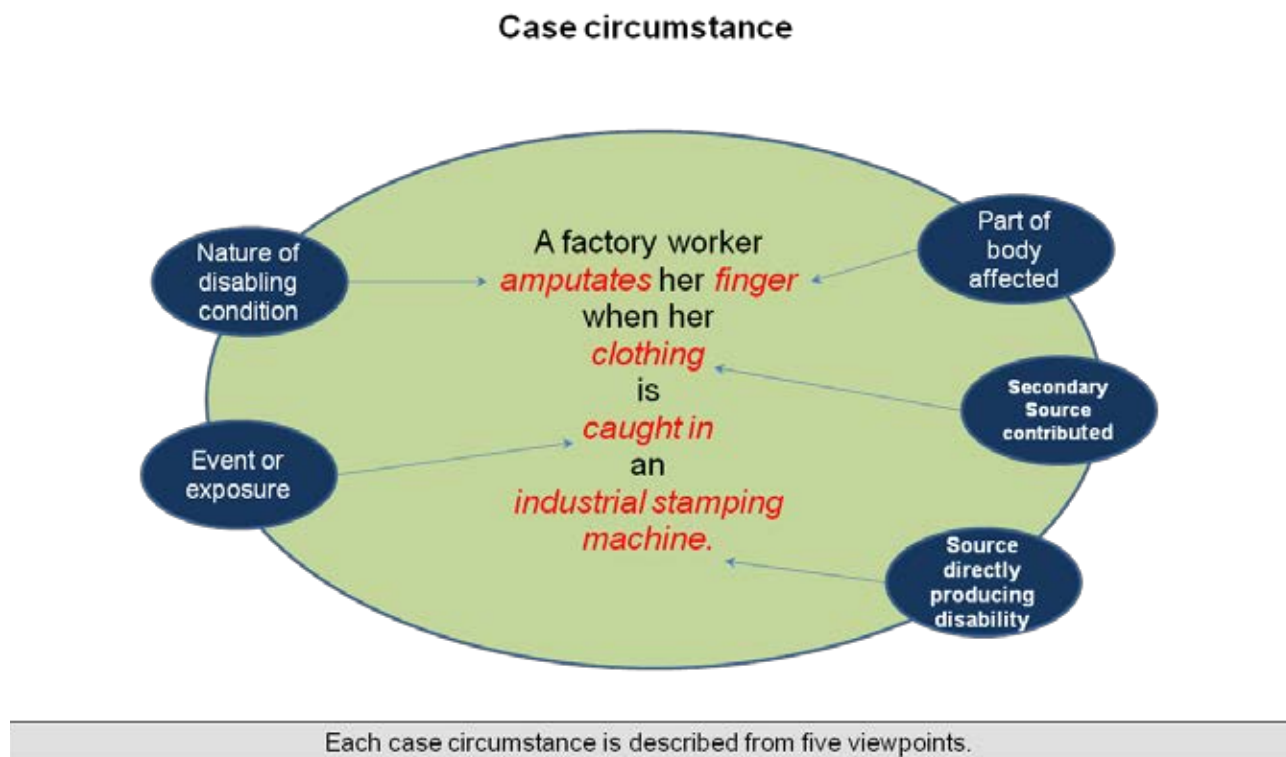 Case circumstance
Nature of
disabling
condition
Part of
body
affected
A factory worker
amputates her finger
when her
clothing
is
caught in
an
industrial stamping
machine.
Secondary
Source
contributed
Event or
exposure
Source
directly
producing
disability
Each case circumstance is described from five viewpoints.